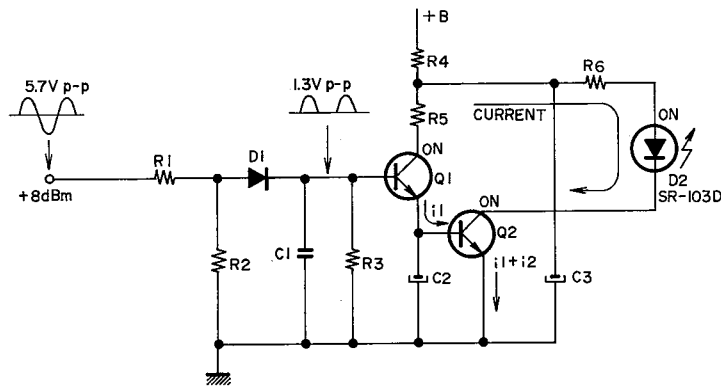 +B
R4
R6
5.7V p-p
1.3V p-p
R5
CURRENT
ON
ON
R1
D1
Q1
D2
SR-103D
+8dBm
i1
ON
Q2
R2
C1
R3
C2
i1+i2
C3